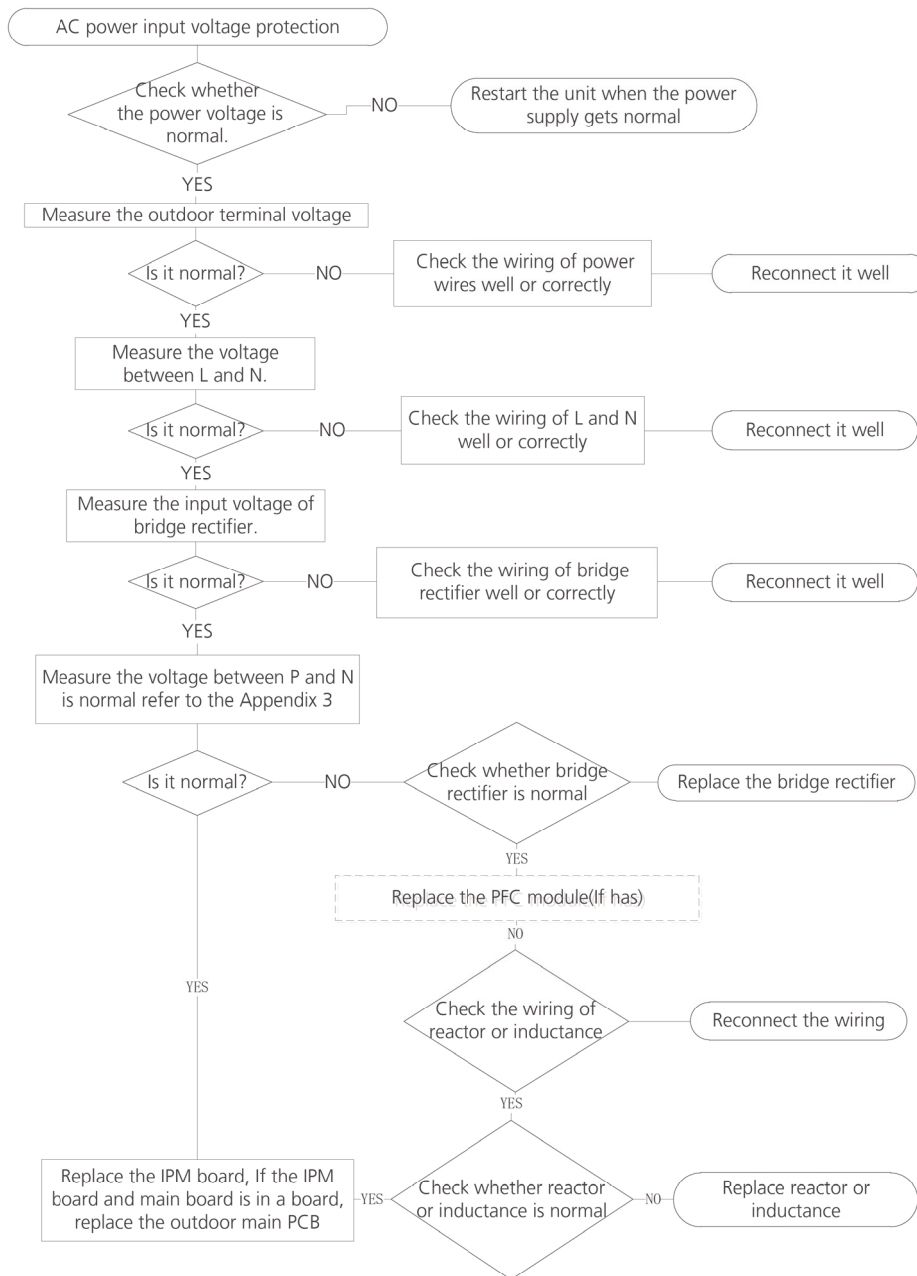 AC power input voltage protection
Check whether
the power voltage is
normal.
NO
Restart the unit when the power
supply gets normal
YES
Measure the outdoor terminal voltage
Is it normal?
NO
Check the wiring of power
wires well or correctly
Reconnect it well
YES
Measure the voltage
between L and N.
Is it normal?
NO
Check the wiring of L and N
well or correctly
Reconnect it well
YES
Measure the input voltage of
bridge rectifier.
Is it normal?
NO
Check the wiring of bridge
rectifier well or correctly
Reconnect it well
YES
Measure the voltage between P and N
is normal refer to the Appendix 3
Is it normal?
NO
Check whether bridge
rectifier is normal
Replace the bridge rectifier
YES
Replace the PFC module(If has)
NO
YES
Check the wiring of
reactor or inductance
Reconnect the wiring
YES
Replace the IPM board, If the IPM
board and main board is in a board,
replace the outdoor main PCB
YES
Check whether reactor
or inductance is normal
NO
Replace reactor or
inductance